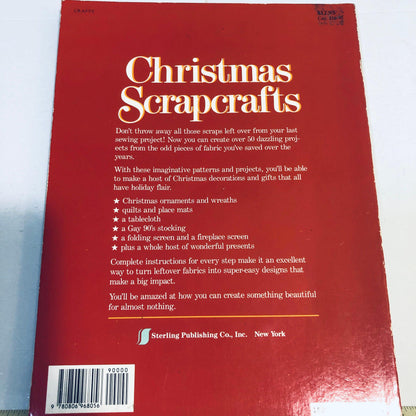 CRAFTS
Christmas
Scrapcrafts
Don't throw away all those scraps left over from your last
sewing project! Now you can create over 50 dazzling proj-
ects from the odd pieces of fabric you've saved over the
years.
With these imaginative patterns and projects, you'll be able
to make a host of Christmas decorations and gifts that all
have holiday flair.
★ Christmas ornaments and wreaths
★ quilts and place mats
★ a tablecloth
★ a Gay 90's stocking
★ a folding screen and a fireplace screen
★ plus a whole host of wonderful presents
Complete instructions for every step make it an excellent
way to turn leftover fabrics into super-easy designs that
make a big impact.
You'll be amazed at how you can create something beautiful
for almost nothing.
Sterling Publishing Co., Inc. New York
90000
9 780806 968056